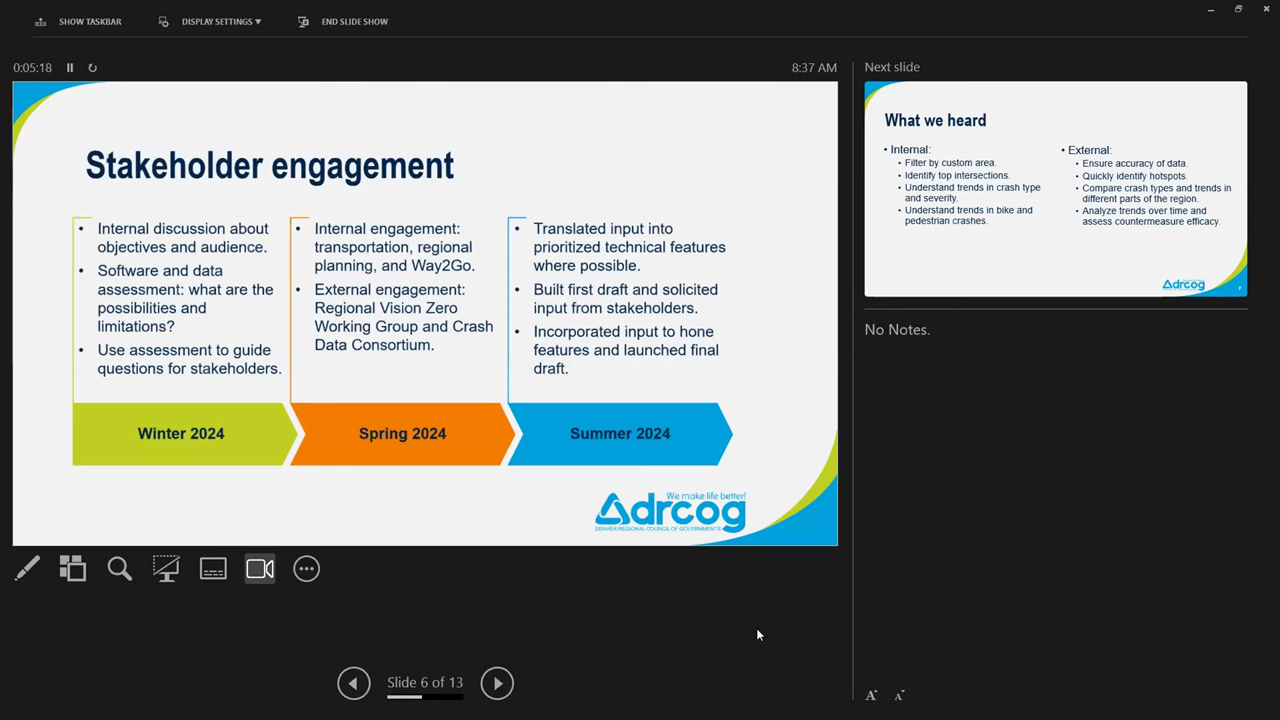 SHOW TASKBAR
DISPLAY SETTINGS ▼
END SLIDE SHOW
0:05:18
8:37 AM
Stakeholder engagement
• Internal discussion about
objectives and audience.
• Software and data
assessment: what are the
possibilities and
limitations?
• Use assessment to guide
questions for stakeholders.
• Internal engagement:
transportation, regional
planning, and Way2Go.
• External engagement:
Regional Vision Zero
Working Group and Crash
Data Consortium.
• Translated input into
prioritized technical features
where possible.
• Built first draft and solicited
input from stakeholders.
• Incorporated input to hone
features and launched final
draft.
Winter 2024
Spring 2024
Summer 2024
We make life better!
drcog
DENVER REGIONAL COUNCIL OF GOVERNMENTS
Slide 6 of 13
Next slide
What we heard
• Internal:
• Filter by custom area.
• Identify top intersections.
• Understand trends in crash type
and severity.
• Understand trends in bike and
pedestrian crashes.
• External:
• Ensure accuracy of data.
• Quickly identify hotspots.
• Compare crash types and trends in
different parts of the region.
• Analyze trends over time and
assess countermeasure efficacy.
drcog
7
No Notes.
A
A